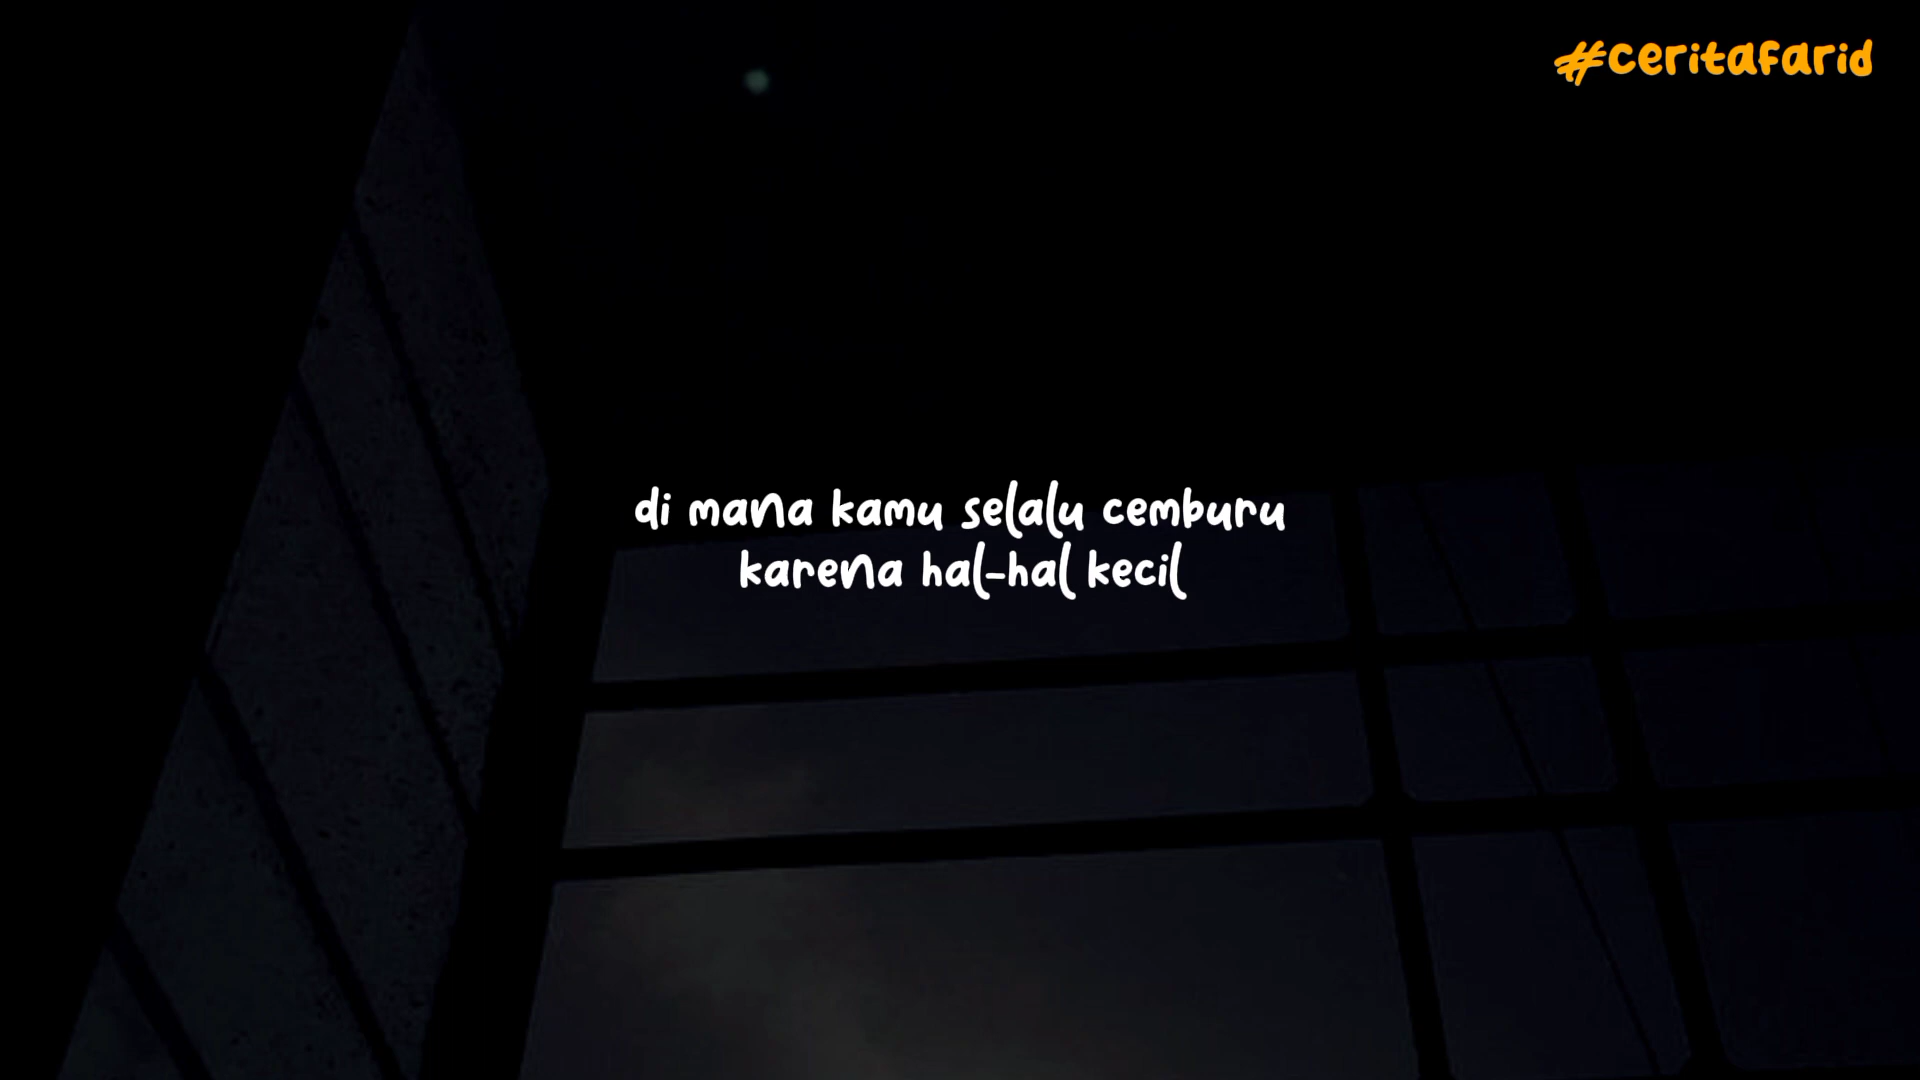 #ceritafarid
di mana kamu selalu cemburu
karena hal-hal kecil